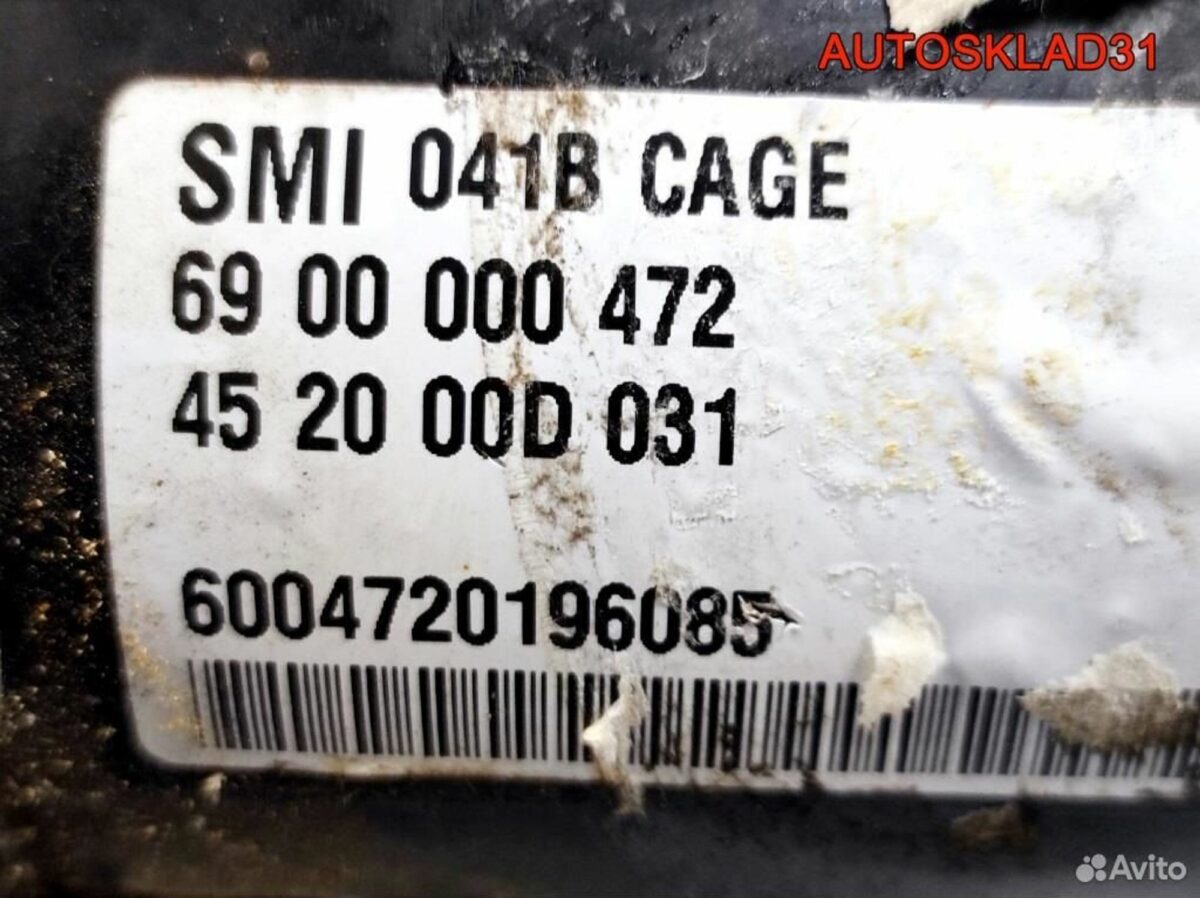 AUTOSKLAD31
SMI 041B CAGE
69 00 000 472
45 20 00D 031
6004720196085
Avito